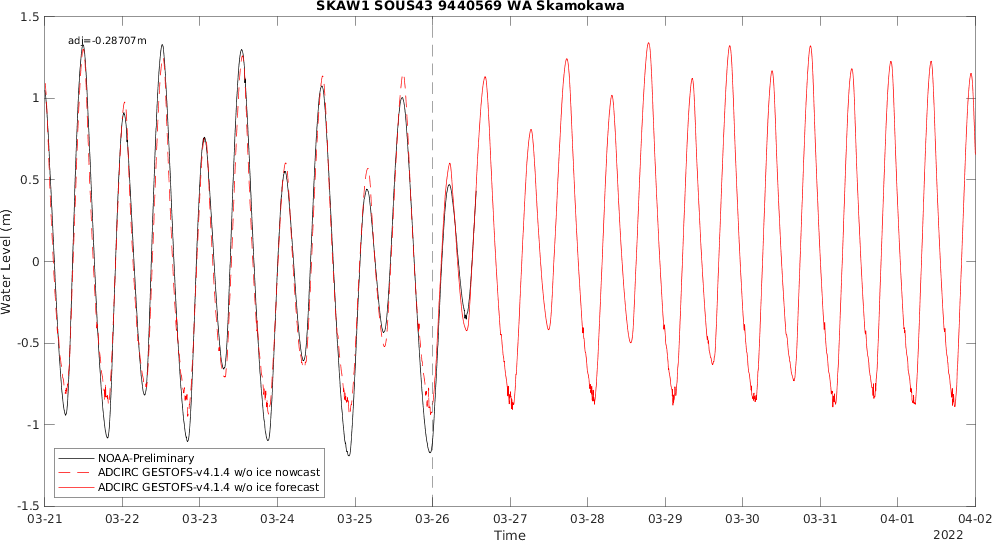 SKAW1 SOUS43 9440569 WA Skamokawa
adj=-0.28707m
1.5
1
0.5
0
-0.5
-1
-1.5
Water Level (m)
NOAA-Preliminary
ADCIRC GESTOFS-v4.1.4 w/o ice nowcast
ADCIRC GESTOFS-v4.1.4 w/o ice forecast
03-21 03-22 03-23 03-24 03-25 03-26 03-27 03-28 03-29 03-30 03-31 04-01 04-02
Time
2022